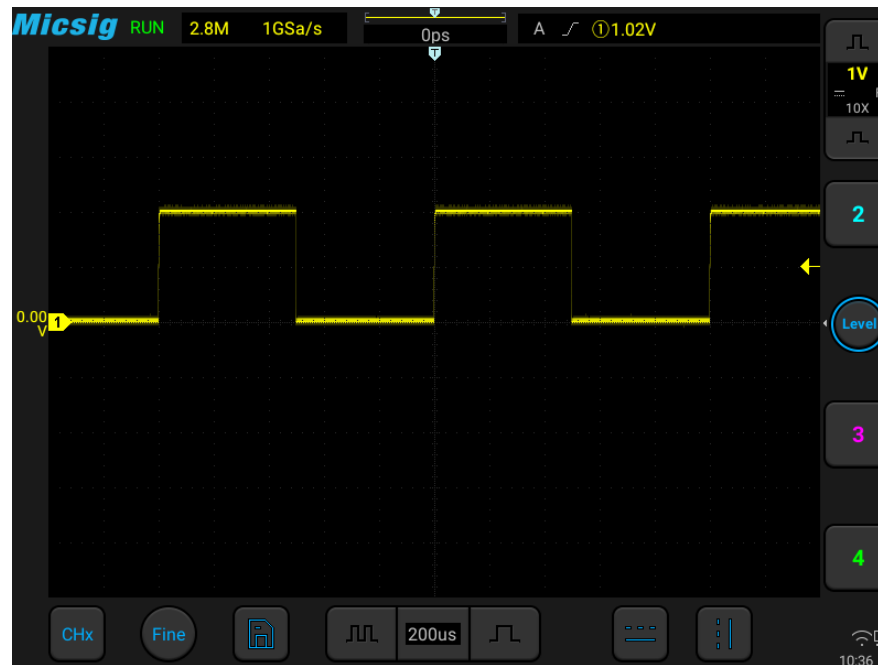 Micsig RUN 2.8M 1GSa/s 0ps A ①1.02V
T
T
1V
10X
2
0.00
V
1
Level
3
4
CHx Fine 200us
10:36